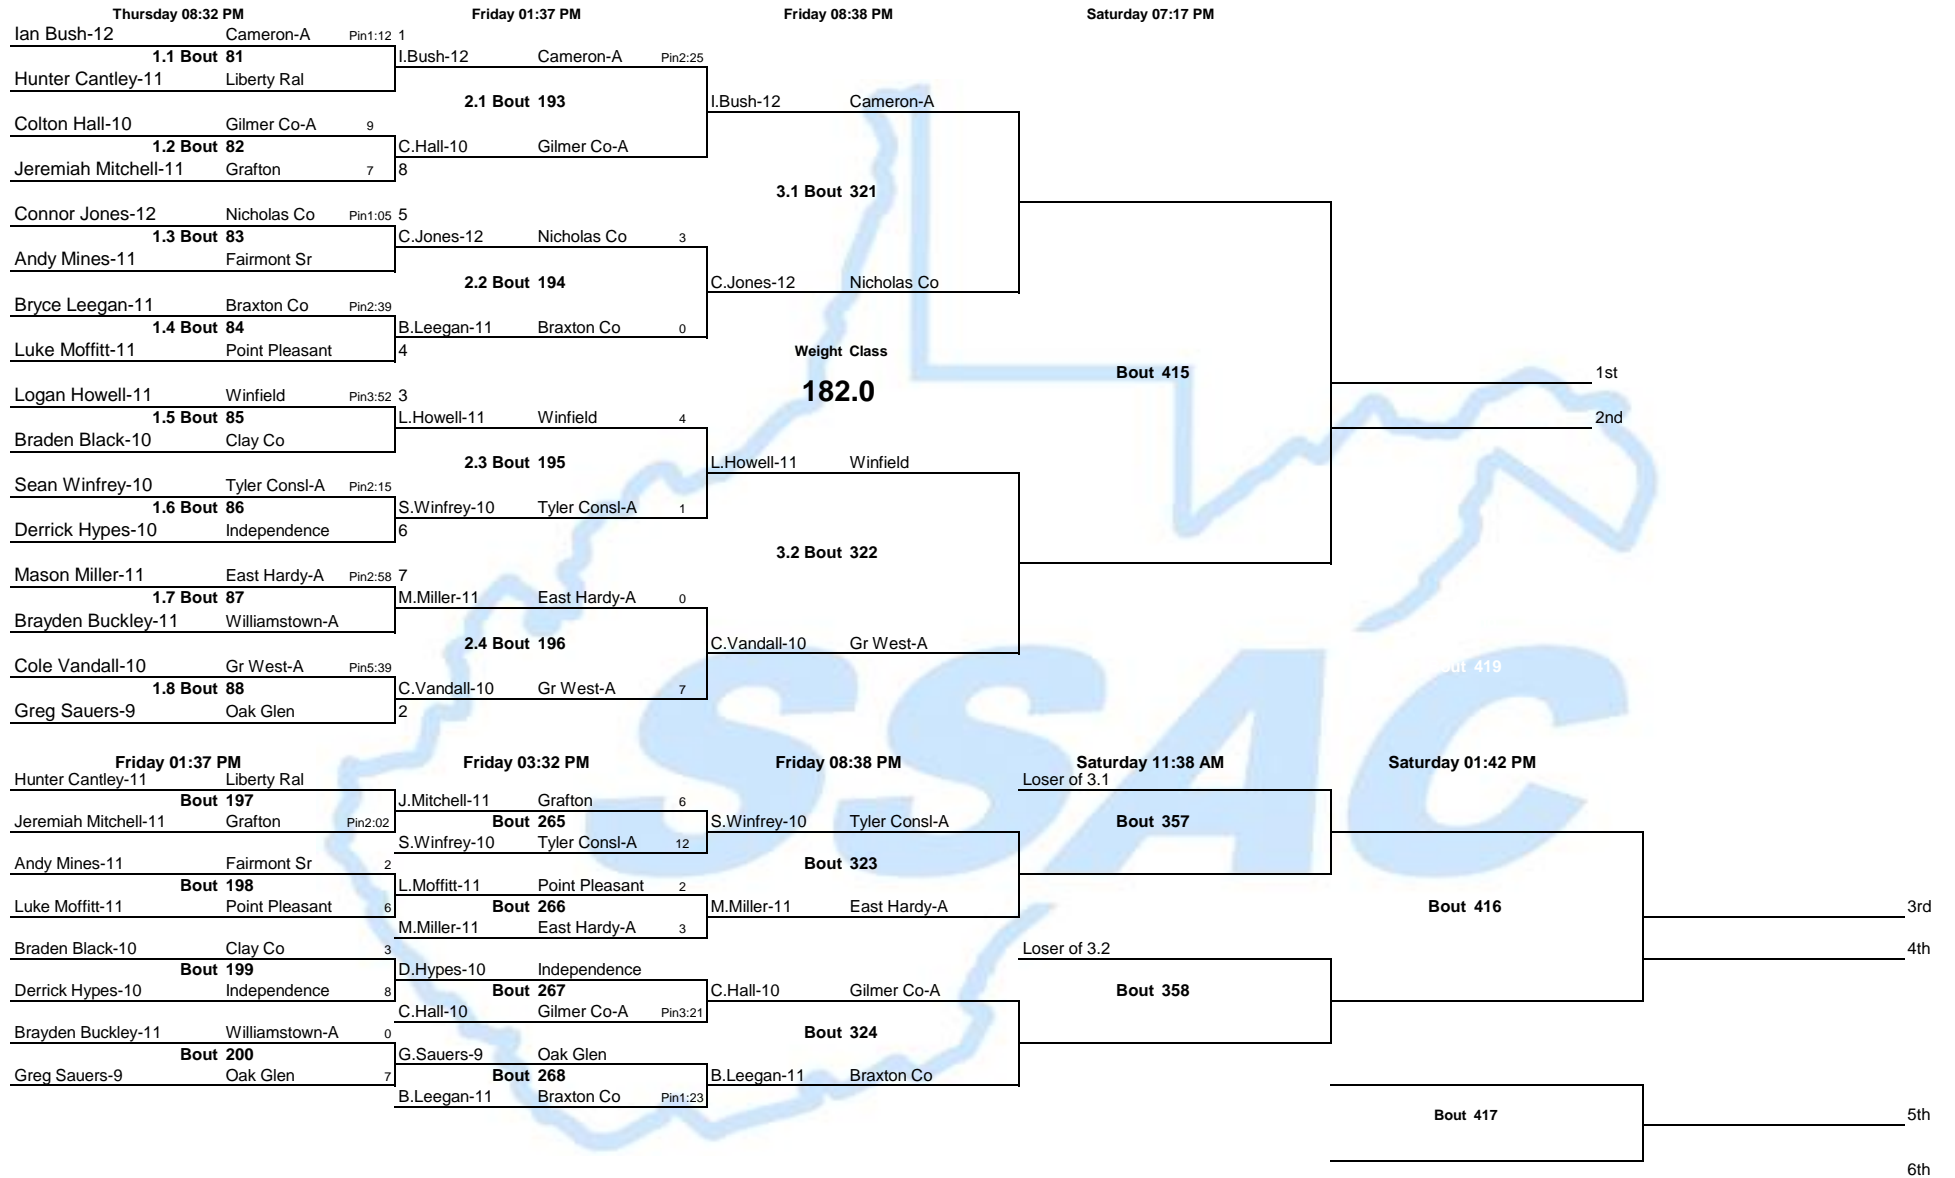 Thursday 08:32 PM Friday 01:37 PM Friday 08:38 PM Saturday 07:17 PM
Ian Bush-12 Cameron-A Pin1:12 1
1.1 Bout 81 I.Bush-12 Cameron-A Pin2:25
Hunter Cantley-11 Liberty Ral
2.1 Bout 193 I.Bush-12 Cameron-A
Colton Hall-10 Gilmer Co-A 9
1.2 Bout 82 C.Hall-10 Gilmer Co-A
Jeremiah Mitchell-11 Grafton 7 8
3.1 Bout 321
Connor Jones-12 Nicholas Co Pin1:05 5
1.3 Bout 83 C.Jones-12 Nicholas Co 3
Andy Mines-11 Fairmont Sr
2.2 Bout 194 C.Jones-12 Nicholas Co
Bryce Leegan-11 Braxton Co Pin2:39
1.4 Bout 84 B.Leegan-11 Braxton Co 0
Luke Moffitt-11 Point Pleasant 4 Weight Class
Bout 415 1st
Logan Howell-11 Winfield Pin3:52 3 182.0
1.5 Bout 85 L.Howell-11 Winfield 4 2nd
Braden Black-10 Clay Co
2.3 Bout 195 L.Howell-11 Winfield
Sean Winfrey-10 Tyler Consl-A Pin2:15
1.6 Bout 86 S.Winfrey-10 Tyler Consl-A 1
Derrick Hypes-10 Independence 6
3.2 Bout 322
Mason Miller-11 East Hardy-A Pin2:58 7
1.7 Bout 87 M.Miller-11 East Hardy-A 0
Brayden Buckley-11 Williamstown-A
2.4 Bout 196 C.Vandall-10 Gr West-A
Cole Vandall-10 Gr West-A Pin5:39 419
1.8 Bout 88 C.Vandall-10 Gr West-A 7
Greg Sauers-9 Oak Glen 2
SSAC
Friday 01:37 PM Friday 03:32 PM Friday 08:38 PM Saturday 11:38 AM Saturday 01:42 PM
Hunter Cantley-11 Liberty Ral Loser of 3.1
Bout 197 J.Mitchell-11 Grafton 6
Jeremiah Mitchell-11 Grafton Pin2:02 Bout 265 S.Winfrey-10 Tyler Consl-A Bout 357
S.Winfrey-10 Tyler Consl-A 12
Andy Mines-11 Fairmont Sr 2 Bout 323
Bout 198 L.Moffitt-11 Point Pleasant 2
Luke Moffitt-11 Point Pleasant 6 Bout 266 M.Miller-11 East Hardy-A Bout 416 3rd
M.Miller-11 East Hardy-A 3
Braden Black-10 Clay Co 3 Loser of 3.2 4th
Bout 199 D.Hypes-10 Independence
Derrick Hypes-10 Independence 8 Bout 267 C.Hall-10 Gilmer Co-A Bout 358
C.Hall-10 Gilmer Co-A Pin3:21
Brayden Buckley-11 Williamstown-A 0 Bout 324
Bout 200 G.Sauers-9 Oak Glen
Greg Sauers-9 Oak Glen 7 Bout 268 B.Leegan-11 Braxton Co
B.Leegan-11 Braxton Co Pin1:23
Bout 417 5th
6th